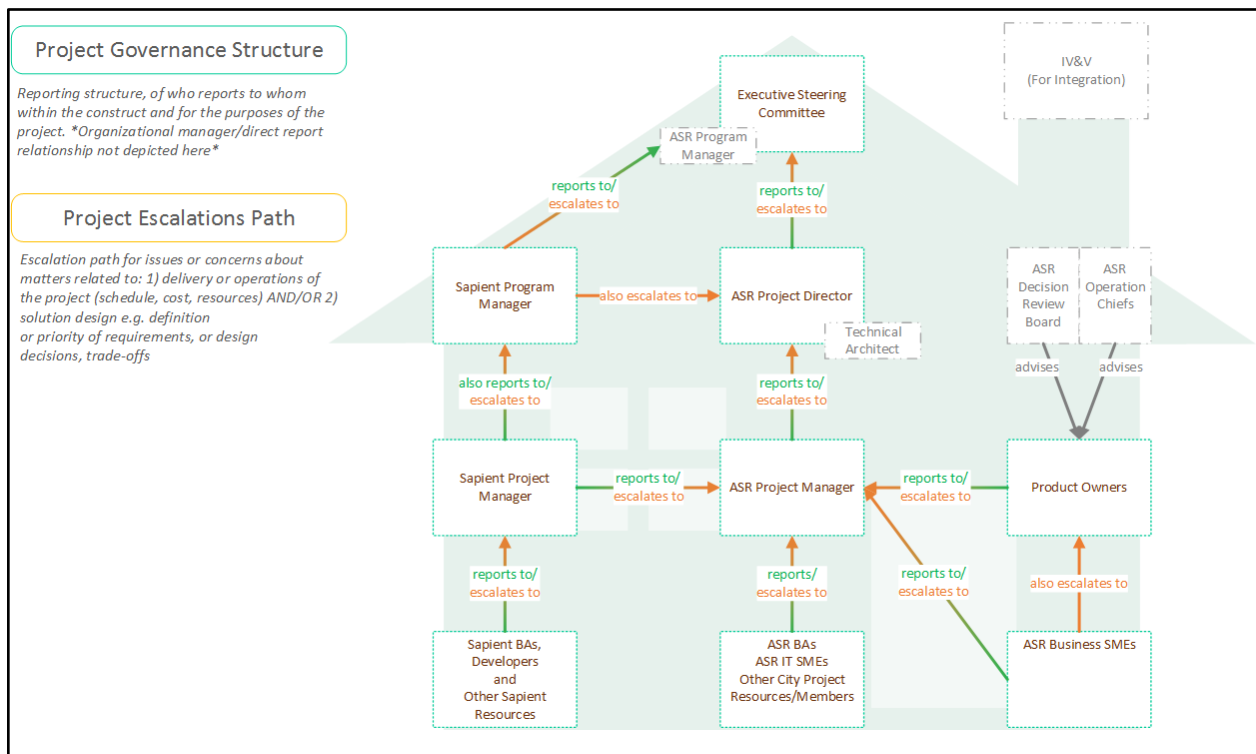 Project Governance Structure
Reporting structure, of who reports to whom
within the construct and for the purposes of the
project. *Organizational manager/direct report
relationship not depicted here*
Project Escalations Path
Escalation path for issues or concerns about
matters related to: 1) delivery or operations of
the project (schedule, cost, resources) AND/OR 2)
solution design e.g. definition
or priority of requirements, or design
decisions, trade-offs
IV&V
(For Integration)
Executive Steering
Committee
ASR Program
Manager
reports to/
escalates to
reports to/
escalates to
Sapient Program
Manager
also escalates to
ASR Project Director
Technical
Architect
ASR
Decision
Review
Board
ASR
Operation
Chiefs
advises
advises
also reports to/
escalates to
reports to/
escalates to
Sapient Project
Manager
reports to/
escalates to
ASR Project Manager
reports to/
escalates to
Product Owners
reports to/
escalates to
reports/
escalates to
reports to/
escalates to
also escalates to
Sapient BAs,
Developers
and
Other Sapient
Resources
ASR BAs
ASR IT SMEs
Other City Project
Resources/Members
ASR Business SMEs